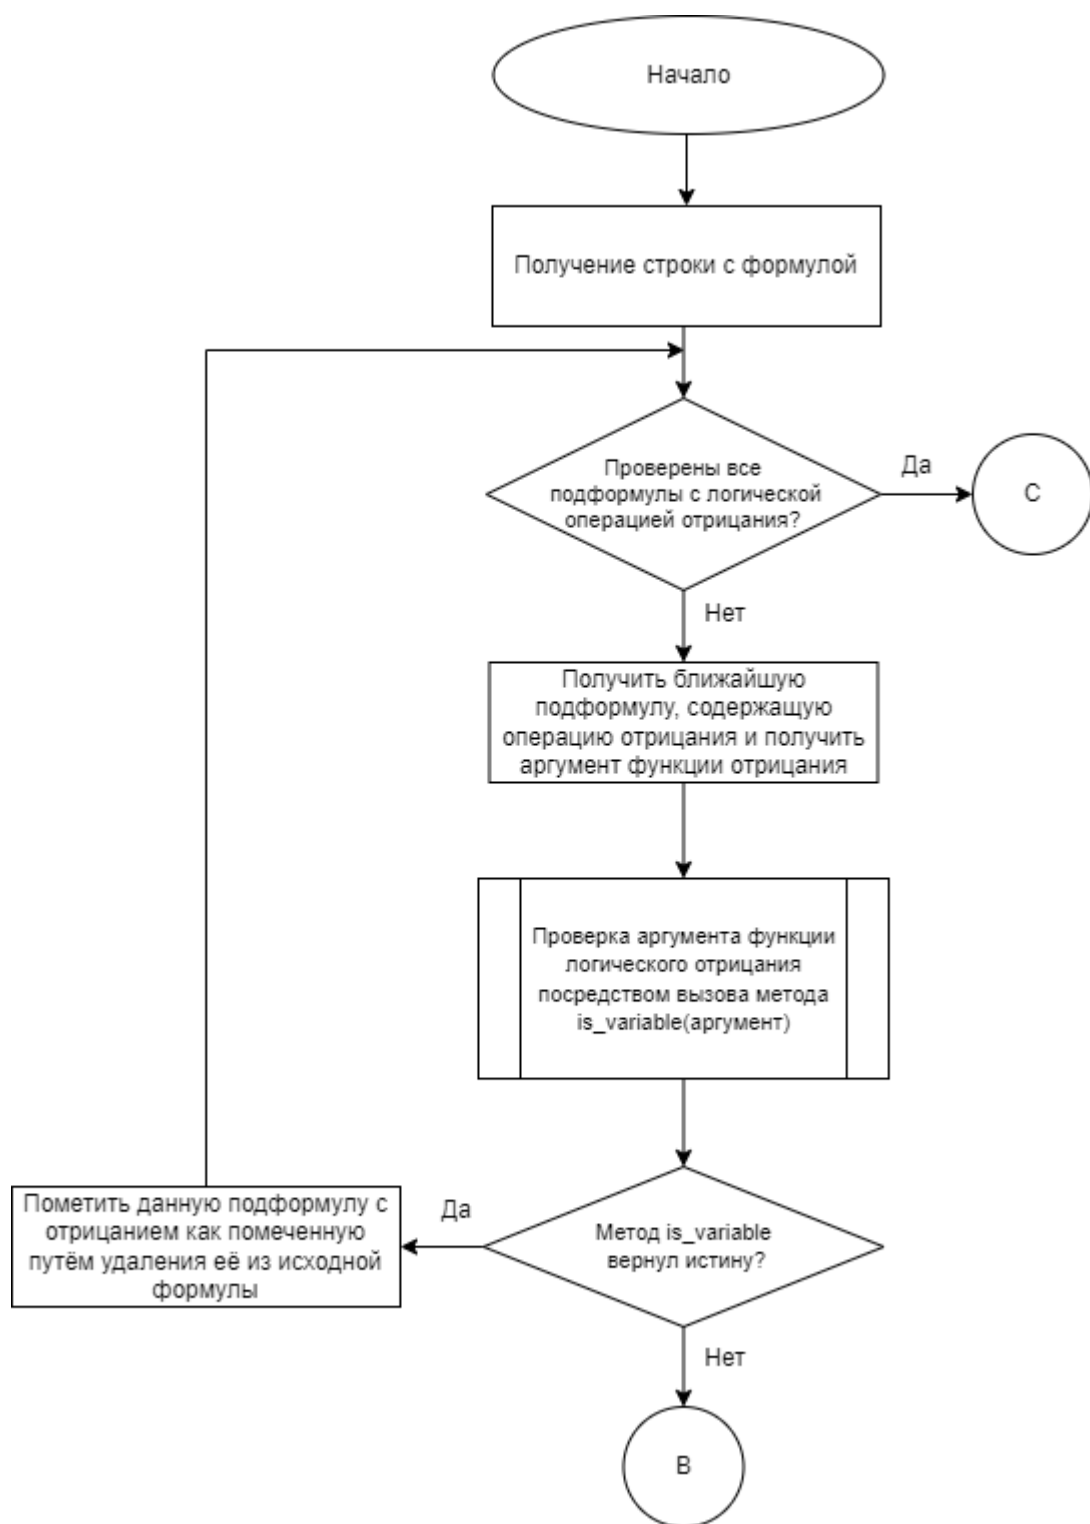 Начало
Получение строки с формулой
Проверены все
подформулы с логической
операцией отрицания?
Да
С
Нет
Получить ближайшую
подформулу, содержащую
операцию отрицания и получить
аргумент функции отрицания
Проверка аргумента функции
логического отрицания
посредством вызова метода
is_variable(аргумент)
Пометить данную подформулу с
отрицанием как помеченную
путём удаления её из исходной
формулы
Да
Метод is_variable
вернул истину?
Нет
В